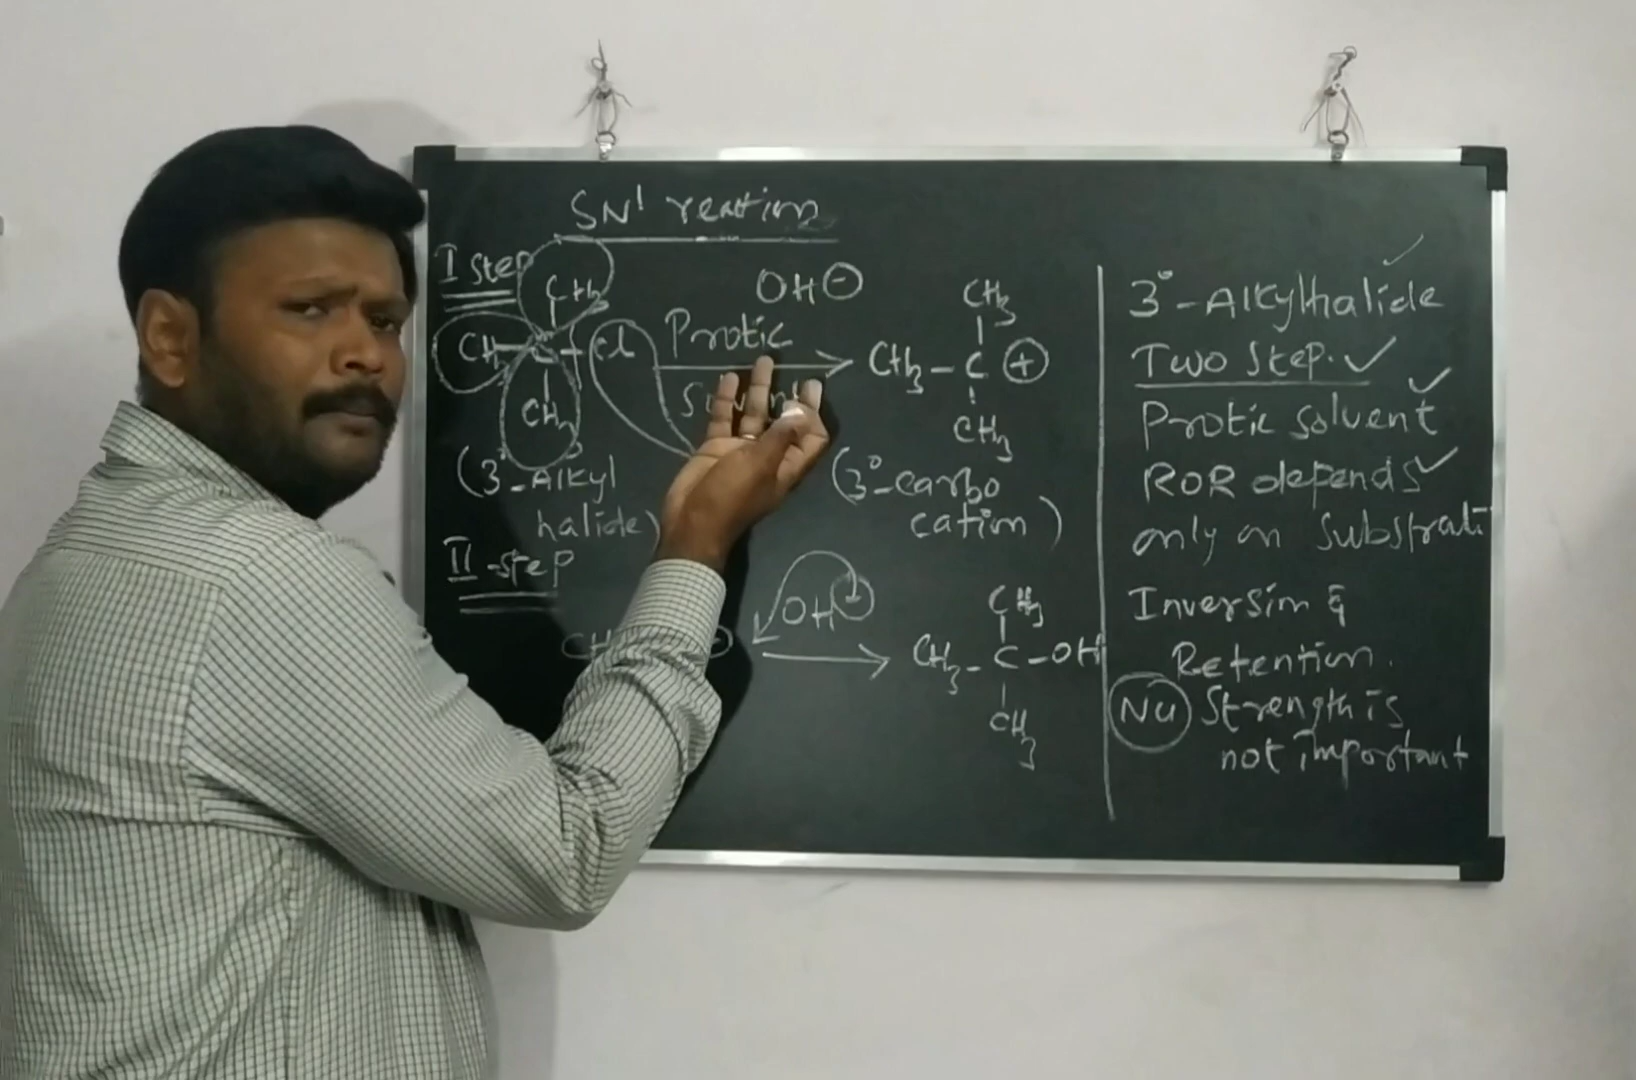 SN1 reaction
I step
CH3
OH⊖
CH3 - C - Cl
Protic
CH3
CH3 - C ⊕
CH3
CH3
(3°-Alkyl
halide)
(3°-carbo
cation)
II-step
OH⊖
CH3
CH3 - C - OH
CH3
3°-Alkylhalide ✓
Two Step. ✓
Protic solvent ✓
ROR depends ✓
only on
Inversion &
Retention.
Nu Strength is
not important